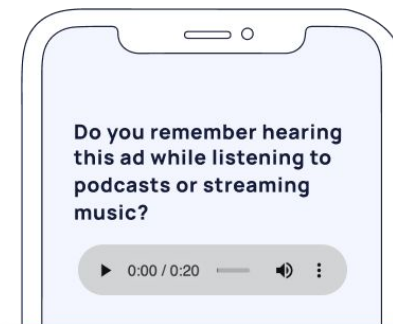 Do you remember hearing
this ad while listening to
podcasts or streaming
music?
0:00 / 0:20